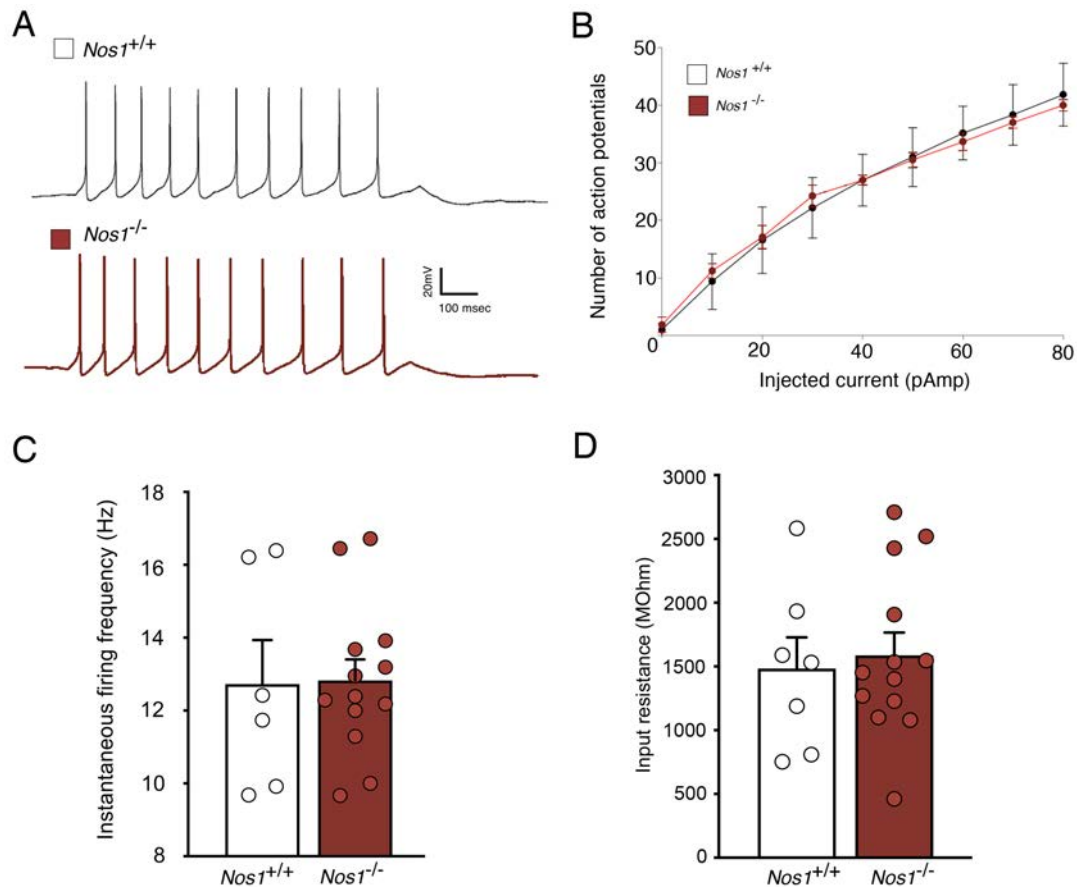 A
Nos1+/+
Nos1-/-
20mV
100 msec
B
Nos1 +/+
Nos1 -/-
Number of action potentials
50
40
30
20
10
0
20
40
60
80
Injected current (pAmp)
C
Instantaneous firing frequency (Hz)
18
16
14
12
10
8
Nos1+/+
Nos1-/-
D
Input resistance (MOhm)
3000
2500
2000
1500
1000
500
0
Nos1+/+
Nos1-/-